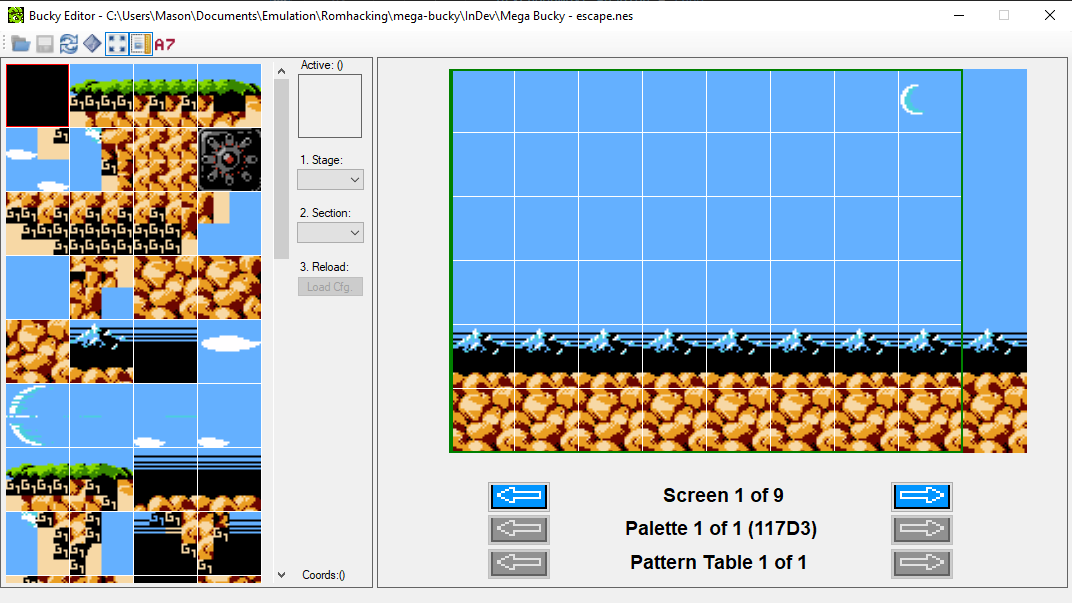 Bucky Editor - C:\Users\Mason\Documents\Emulation\Romhacking\mega-bucky\InDev\Mega Bucky - escape.nes
A7
Active: ()
1. Stage:
2. Section:
3. Reload:
Load Cfg.
Coords:()
Screen 1 of 9
Palette 1 of 1 (117D3)
Pattern Table 1 of 1